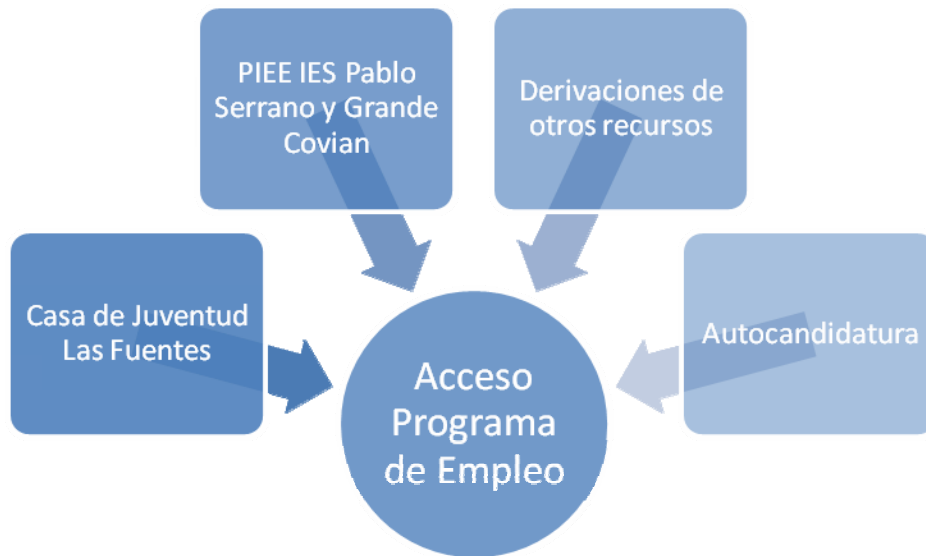 PIEE IES Pablo
Serrano y Grande
Covian
Derivaciones de
otros recursos
Casa de Juventud
Las Fuentes
Autocandidatura
Acceso
Programa
de Empleo